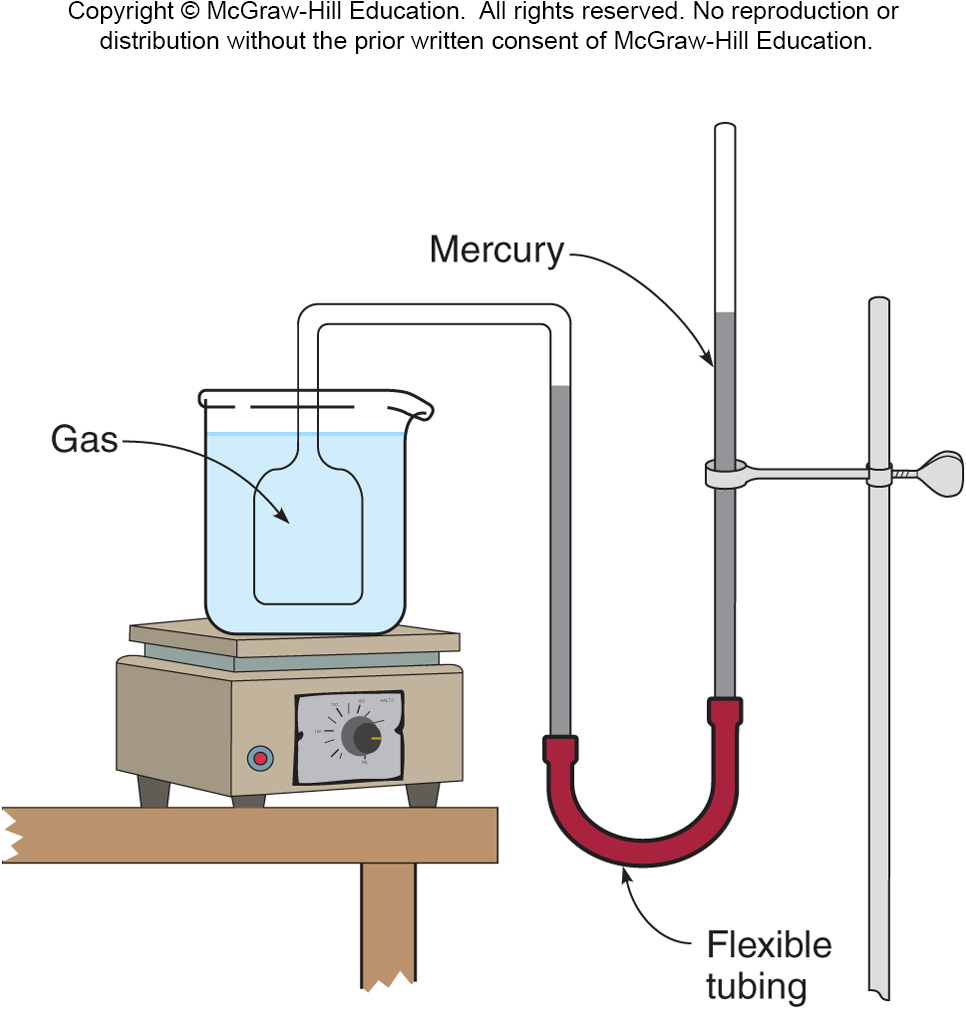 Copyright © McGraw-Hill Education.  All rights reserved. No reproduction or
distribution without the prior written consent of McGraw-Hill Education.
Mercury
Gas
Flexible
tubing